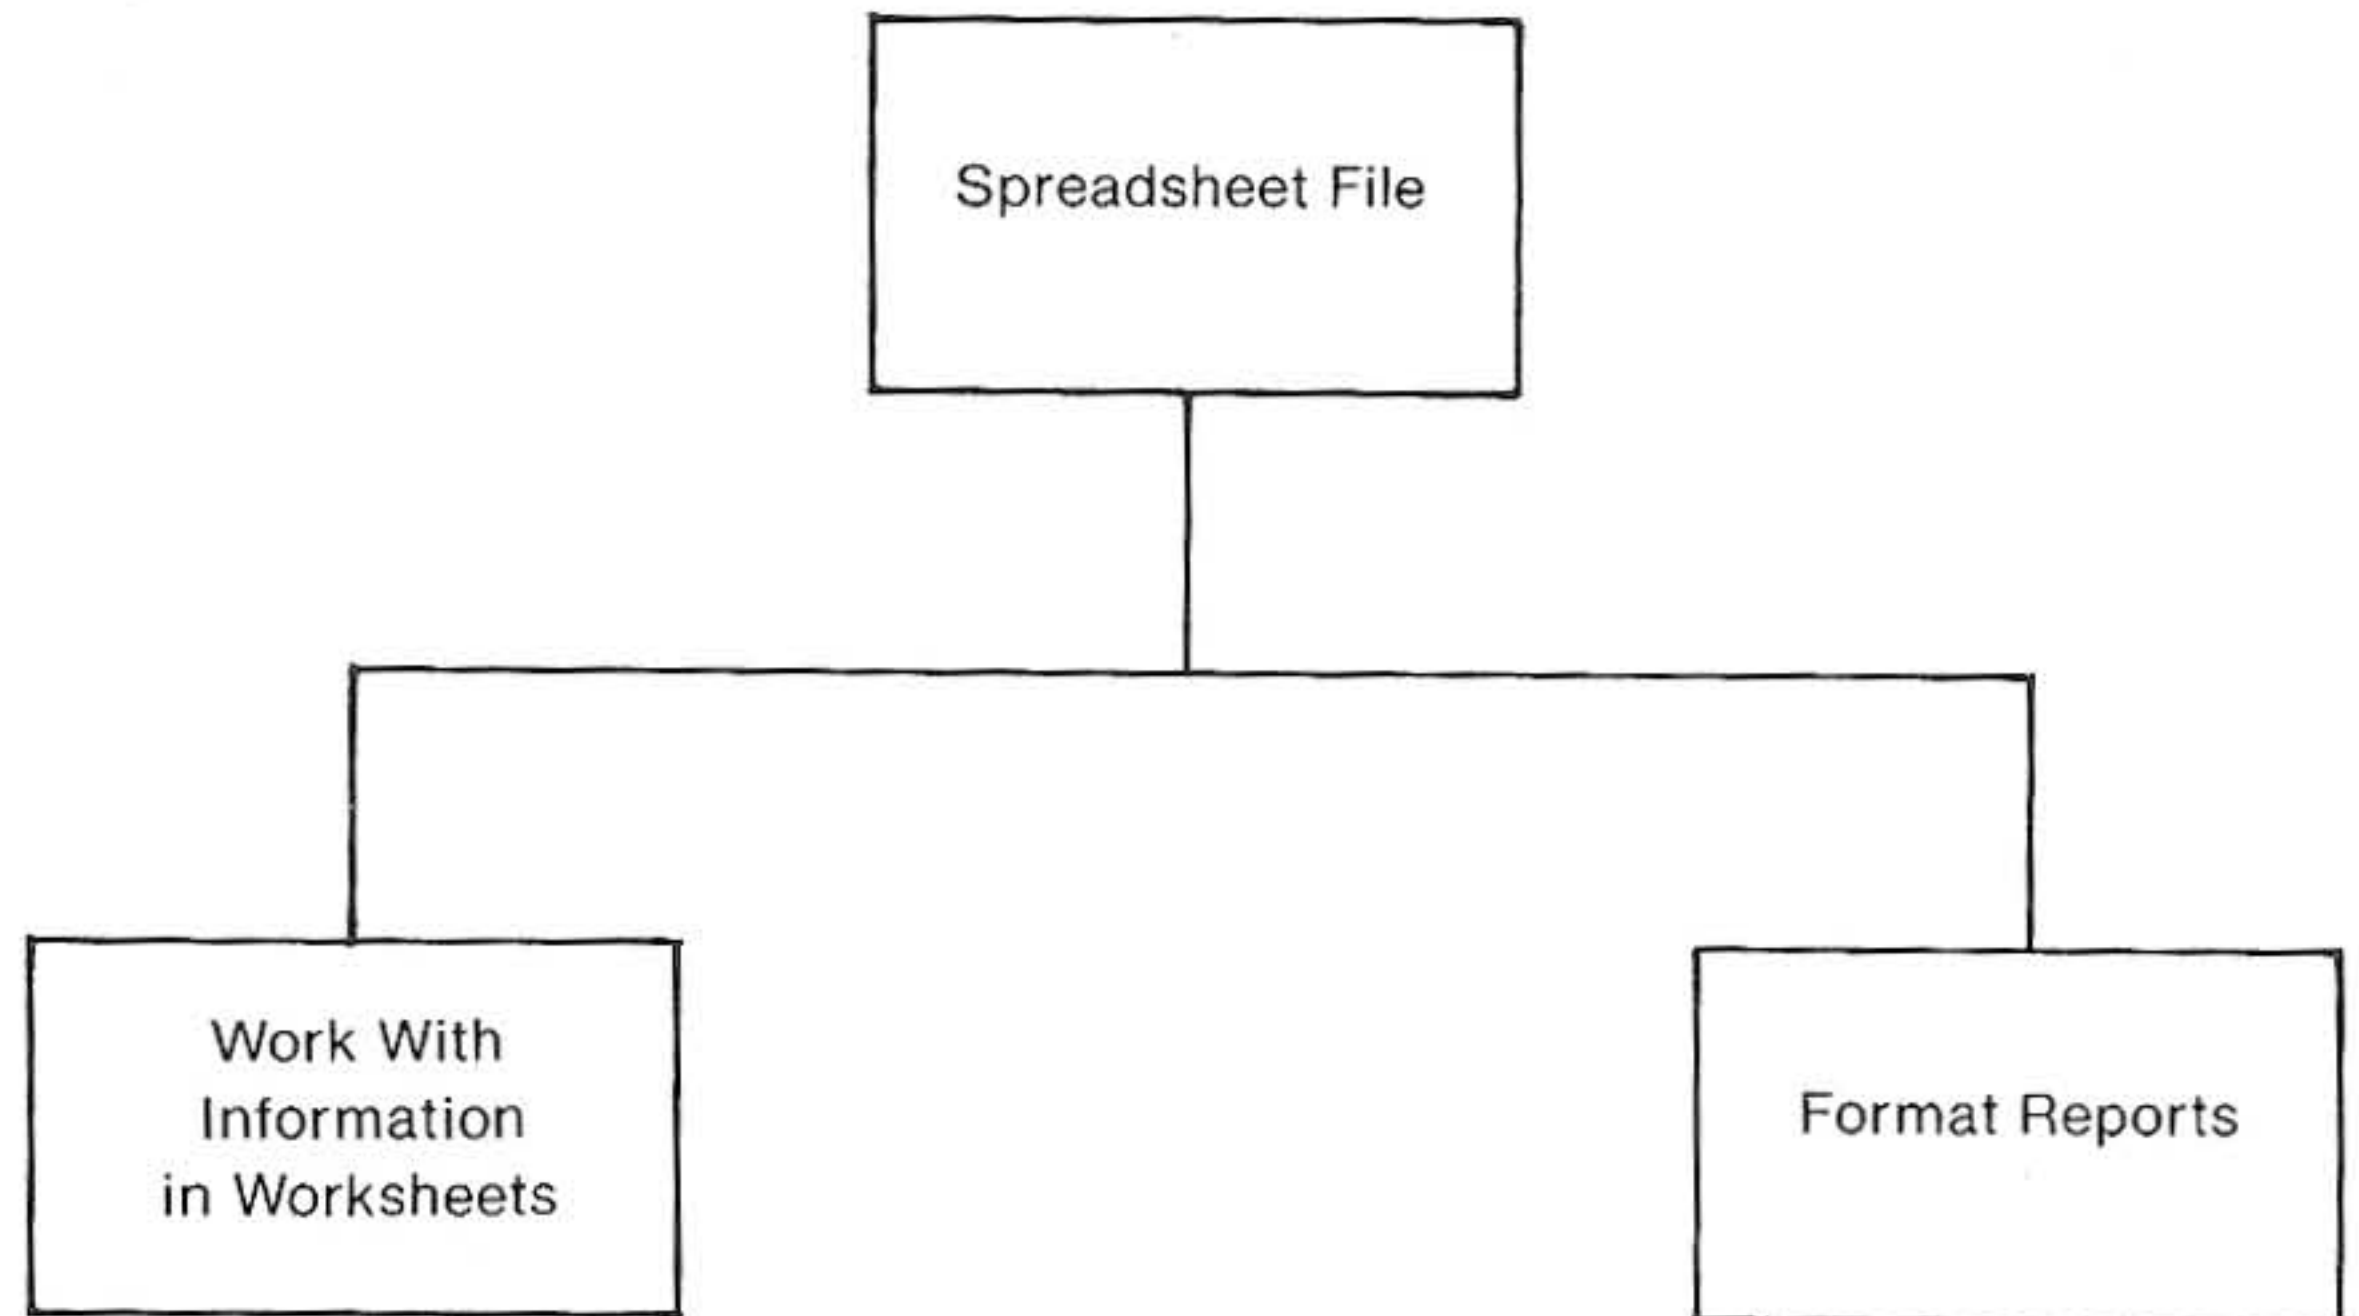 Spreadsheet File
Work With
Information
in Worksheets
Format Reports